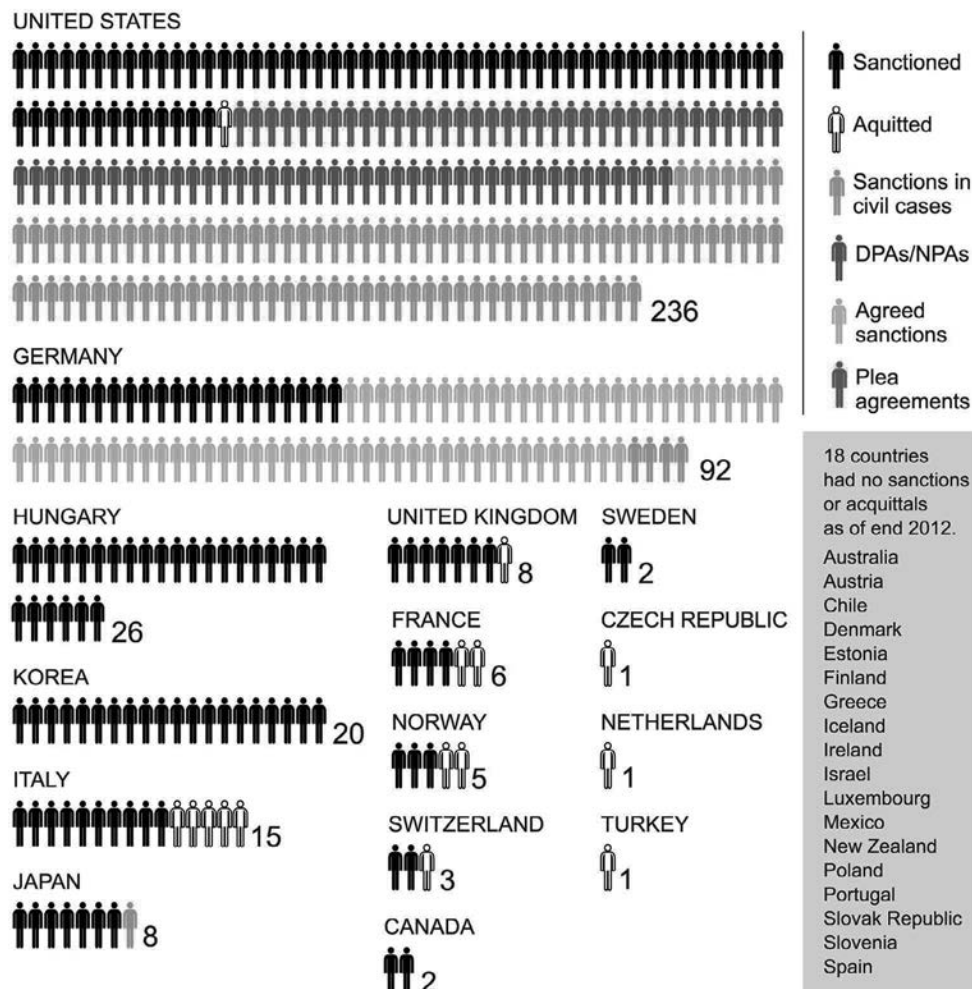 UNITED STATES
236
GERMANY
92
HUNGARY
26
KOREA
20
ITALY
15
JAPAN
8
UNITED KINGDOM
8
FRANCE
6
NORWAY
5
SWITZERLAND
3
CANADA
2
SWEDEN
2
CZECH REPUBLIC
1
NETHERLANDS
1
TURKEY
1
Sanctioned
Aquitted
Sanctions in
civil cases
DPAs/NPAs
Agreed
sanctions
Plea
agreements
18 countries
had no sanctions
or acquittals
as of end 2012.
Australia
Austria
Chile
Denmark
Estonia
Finland
Greece
Iceland
Ireland
Israel
Luxembourg
Mexico
New Zealand
Poland
Portugal
Slovak Republic
Slovenia
Spain